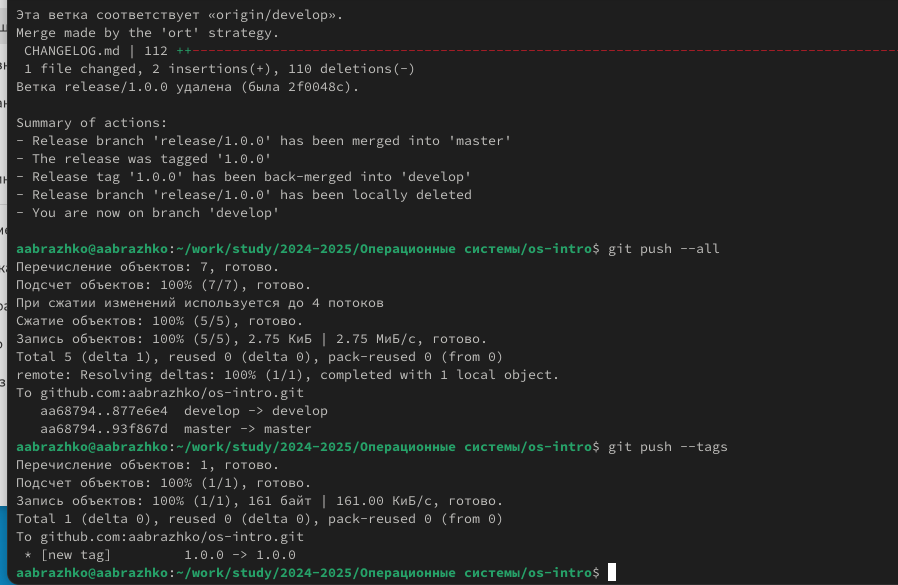 Эта ветка соответствует «origin/develop».
Merge made by the 'ort' strategy.
 CHANGELOG.md | 112 ++----------------------------------------------------------------------------------------
 1 file changed, 2 insertions(+), 110 deletions(-)
Ветка release/1.0.0 удалена (была 2f0048c).

Summary of actions:
- Release branch 'release/1.0.0' has been merged into 'master'
- The release was tagged '1.0.0'
- Release tag '1.0.0' has been back-merged into 'develop'
- Release branch 'release/1.0.0' has been locally deleted
- You are now on branch 'develop'

aabrazhko@aabrazhko:~/work/study/2024-2025/Операционные системы/os-intro$ git push --all
Перечисление объектов: 7, готово.
Подсчет объектов: 100% (7/7), готово.
При сжатии изменений используется до 4 потоков
Сжатие объектов: 100% (5/5), готово.
Запись объектов: 100% (5/5), 2.75 КиБ | 2.75 МиБ/с, готово.
Total 5 (delta 1), reused 0 (delta 0), pack-reused 0 (from 0)
remote: Resolving deltas: 100% (1/1), completed with 1 local object.
To github.com:aabrazhko/os-intro.git
   aa68794..877e6e4  develop -> develop
   aa68794..93f867d  master -> master
aabrazhko@aabrazhko:~/work/study/2024-2025/Операционные системы/os-intro$ git push --tags
Перечисление объектов: 1, готово.
Подсчет объектов: 100% (1/1), готово.
Запись объектов: 100% (1/1), 161 байт | 161.00 КиБ/с, готово.
Total 1 (delta 0), reused 0 (delta 0), pack-reused 0 (from 0)
To github.com:aabrazhko/os-intro.git
 * [new tag]         1.0.0 -> 1.0.0
aabrazhko@aabrazhko:~/work/study/2024-2025/Операционные системы/os-intro$